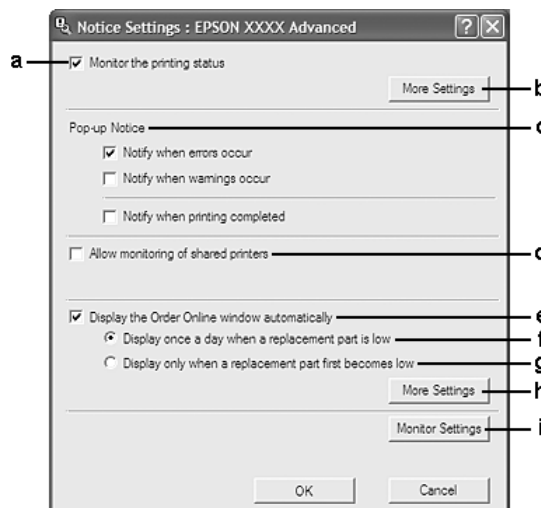 Notice Settings : EPSON XXXX Advanced
a Monitor the printing status
More Settings b
Pop-up Notice
Notify when errors occur
Notify when warnings occur
Notify when printing completed
Allow monitoring of shared printers
Display the Order Online window automatically e
Display once a day when a replacement part is low f
Display only when a replacement part first becomes low g
More Settings h
Monitor Settings i
OK Cancel